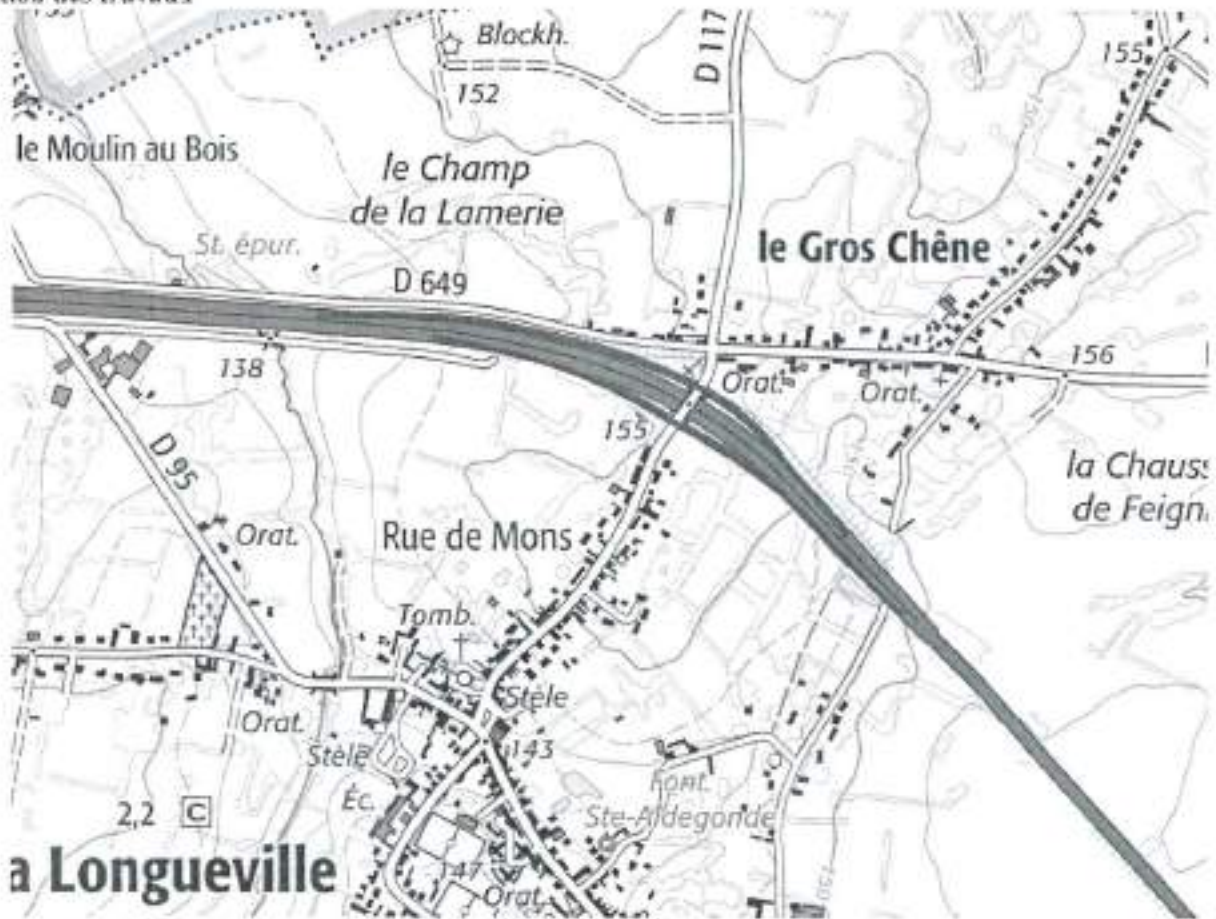 155
Blockh.
D 117
155
152
le Moulin au Bois
le Champ
de la Lamerie
St. épur.
le Gros Chêne
D 649
138
156
Orat.
Orat.
155
D 95
la Chauss
de Feign
Orat.
Rue de Mons
Tomb.
Stèle
Orat.
Stèle
143
Font.
Ste-Aldegonde
Éc.
2,2 C
a Longueville
147
Orat.
150